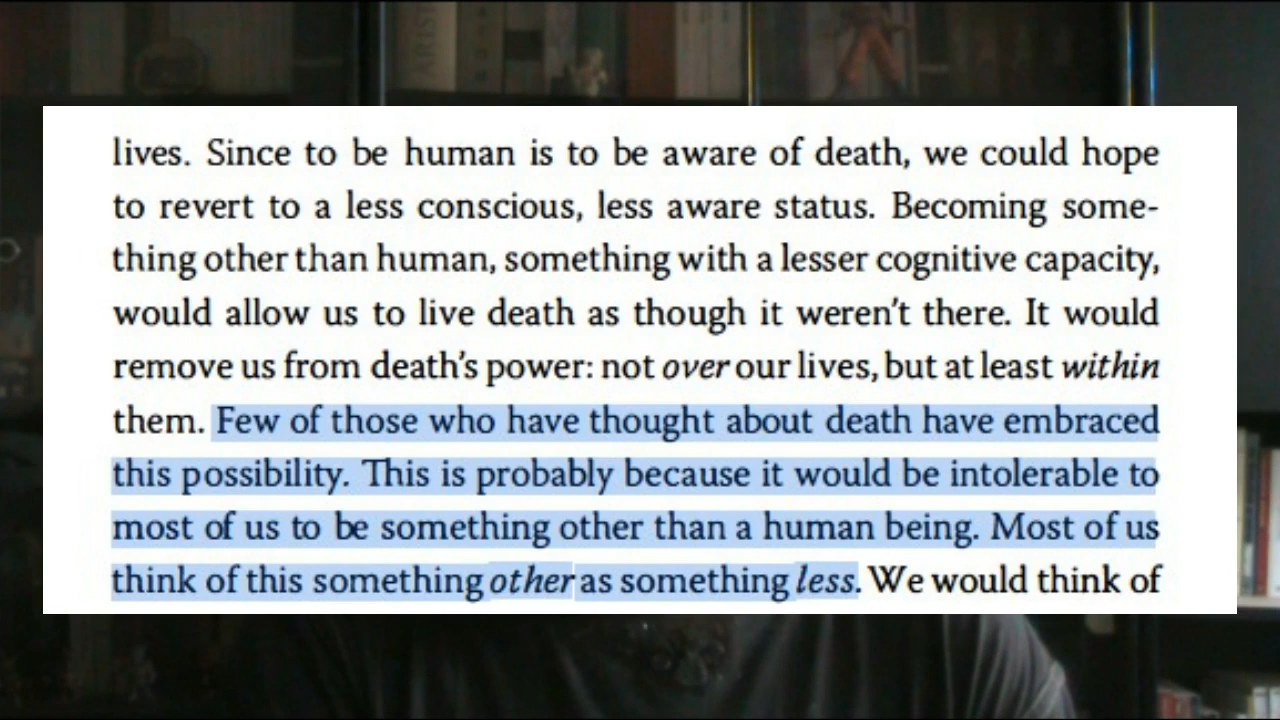 lives. Since to be human is to be aware of death, we could hope
to revert to a less conscious, less aware status. Becoming some-
thing other than human, something with a lesser cognitive capacity,
would allow us to live death as though it weren't there. It would
remove us from death's power: not over our lives, but at least within
them. Few of those who have thought about death have embraced
this possibility. This is probably because it would be intolerable to
most of us to be something other than a human being. Most of us
think of this something other as something less. We would think of